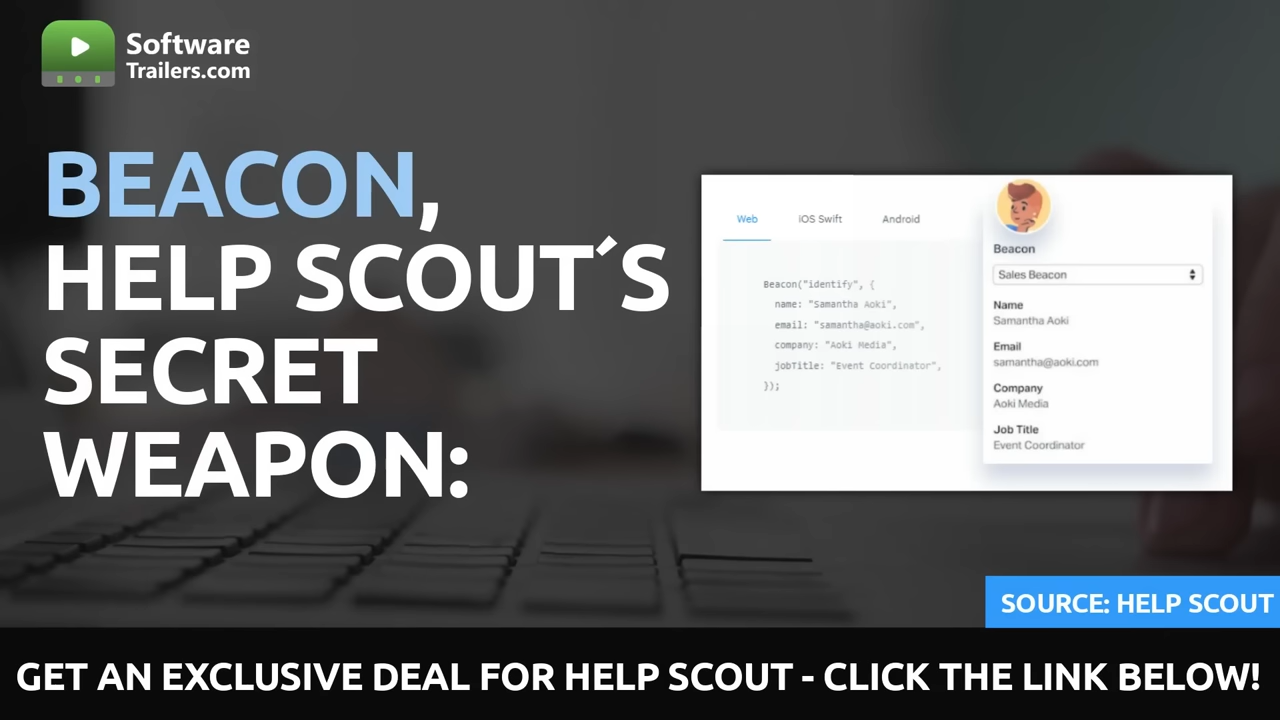 Software
Trailers.com
BEACON,
HELP SCOUT´S
SECRET
WEAPON:
Web iOS Swift Android
Beacon("identify", {
name: "Samantha Aoki",
email: "samantha@aoki.com",
company: "Aoki Media",
jobTitle: "Event Coordinator",
});
Beacon
Sales Beacon
Name
Samantha Aoki
Email
samantha@aoki.com
Company
Aoki Media
Job Title
Event Coordinator
SOURCE: HELP SCOUT
GET AN EXCLUSIVE DEAL FOR HELP SCOUT - CLICK THE LINK BELOW!